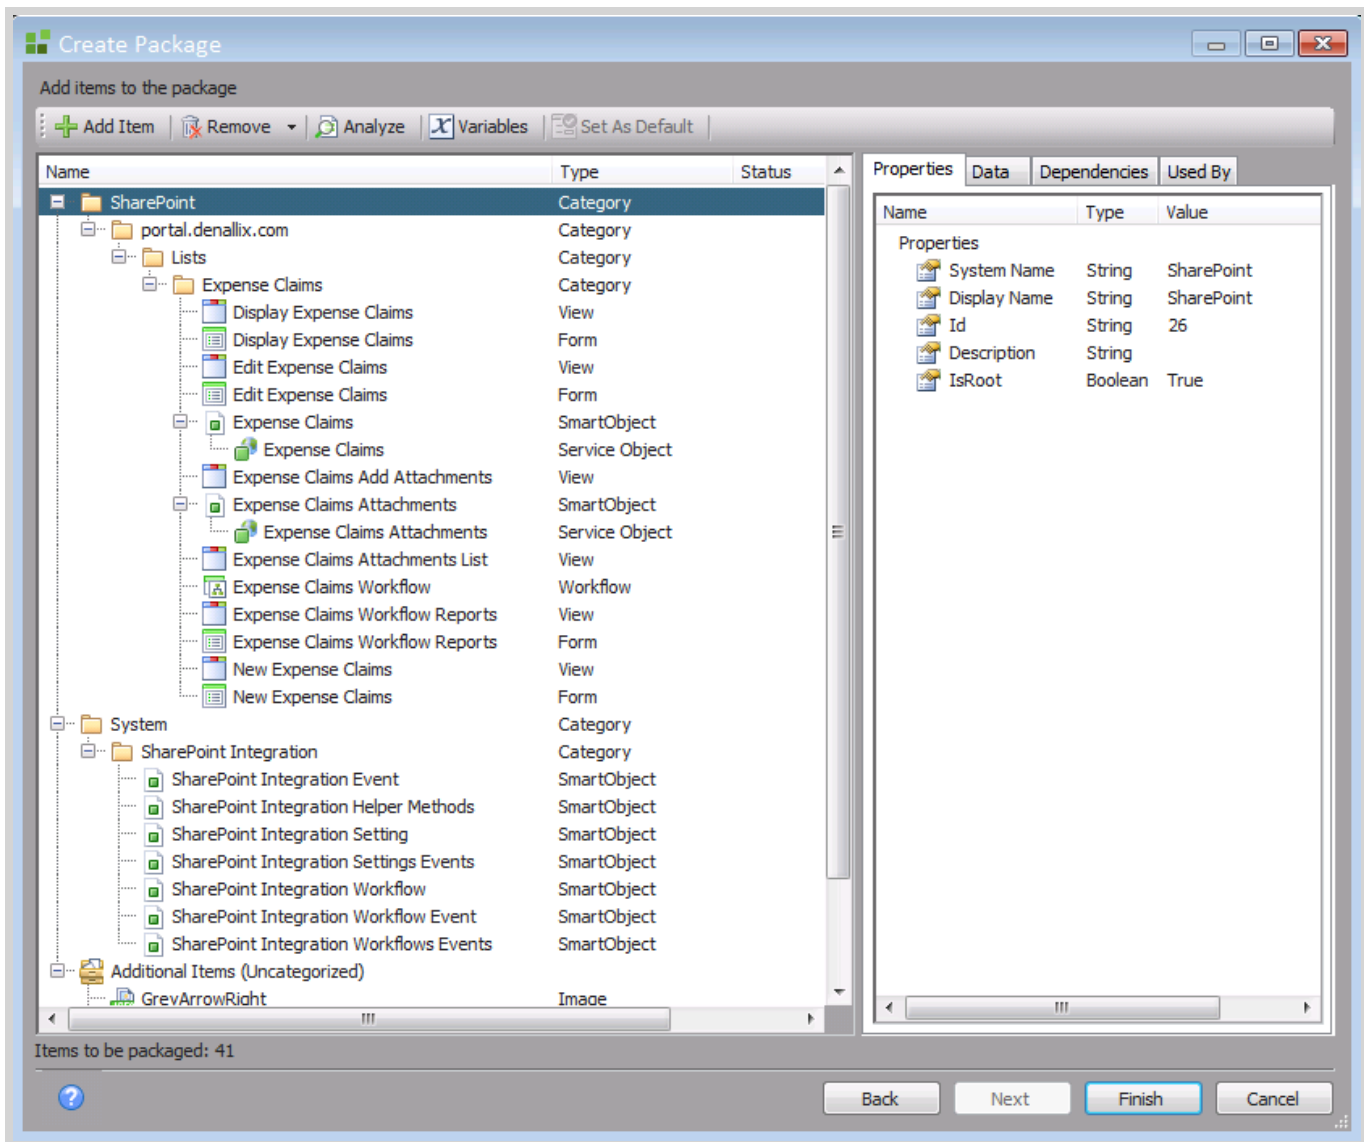 Create Package
Add items to the package
Add Item Remove Analyze X Variables Set As Default
Name Type Status
SharePoint Category
portal.denallix.com Category
Lists Category
Expense Claims Category
Display Expense Claims View
Display Expense Claims Form
Edit Expense Claims View
Edit Expense Claims Form
Expense Claims SmartObject
Expense Claims Service Object
Expense Claims Add Attachments View
Expense Claims Attachments SmartObject
Expense Claims Attachments Service Object
Expense Claims Attachments List View
Expense Claims Workflow Workflow
Expense Claims Workflow Reports View
Expense Claims Workflow Reports Form
New Expense Claims View
New Expense Claims Form
System Category
SharePoint Integration Category
SharePoint Integration Event SmartObject
SharePoint Integration Helper Methods SmartObject
SharePoint Integration Setting SmartObject
SharePoint Integration Settings Events SmartObject
SharePoint Integration Workflow SmartObject
SharePoint Integration Workflow Event SmartObject
SharePoint Integration Workflows Events SmartObject
Additional Items (Uncategorized)
GreyArrowRight Image
Properties Data Dependencies Used By
Name Type Value
Properties
System Name String SharePoint
Display Name String SharePoint
Id String 26
Description String
IsRoot Boolean True
Items to be packaged: 41
? Back Next Finish Cancel